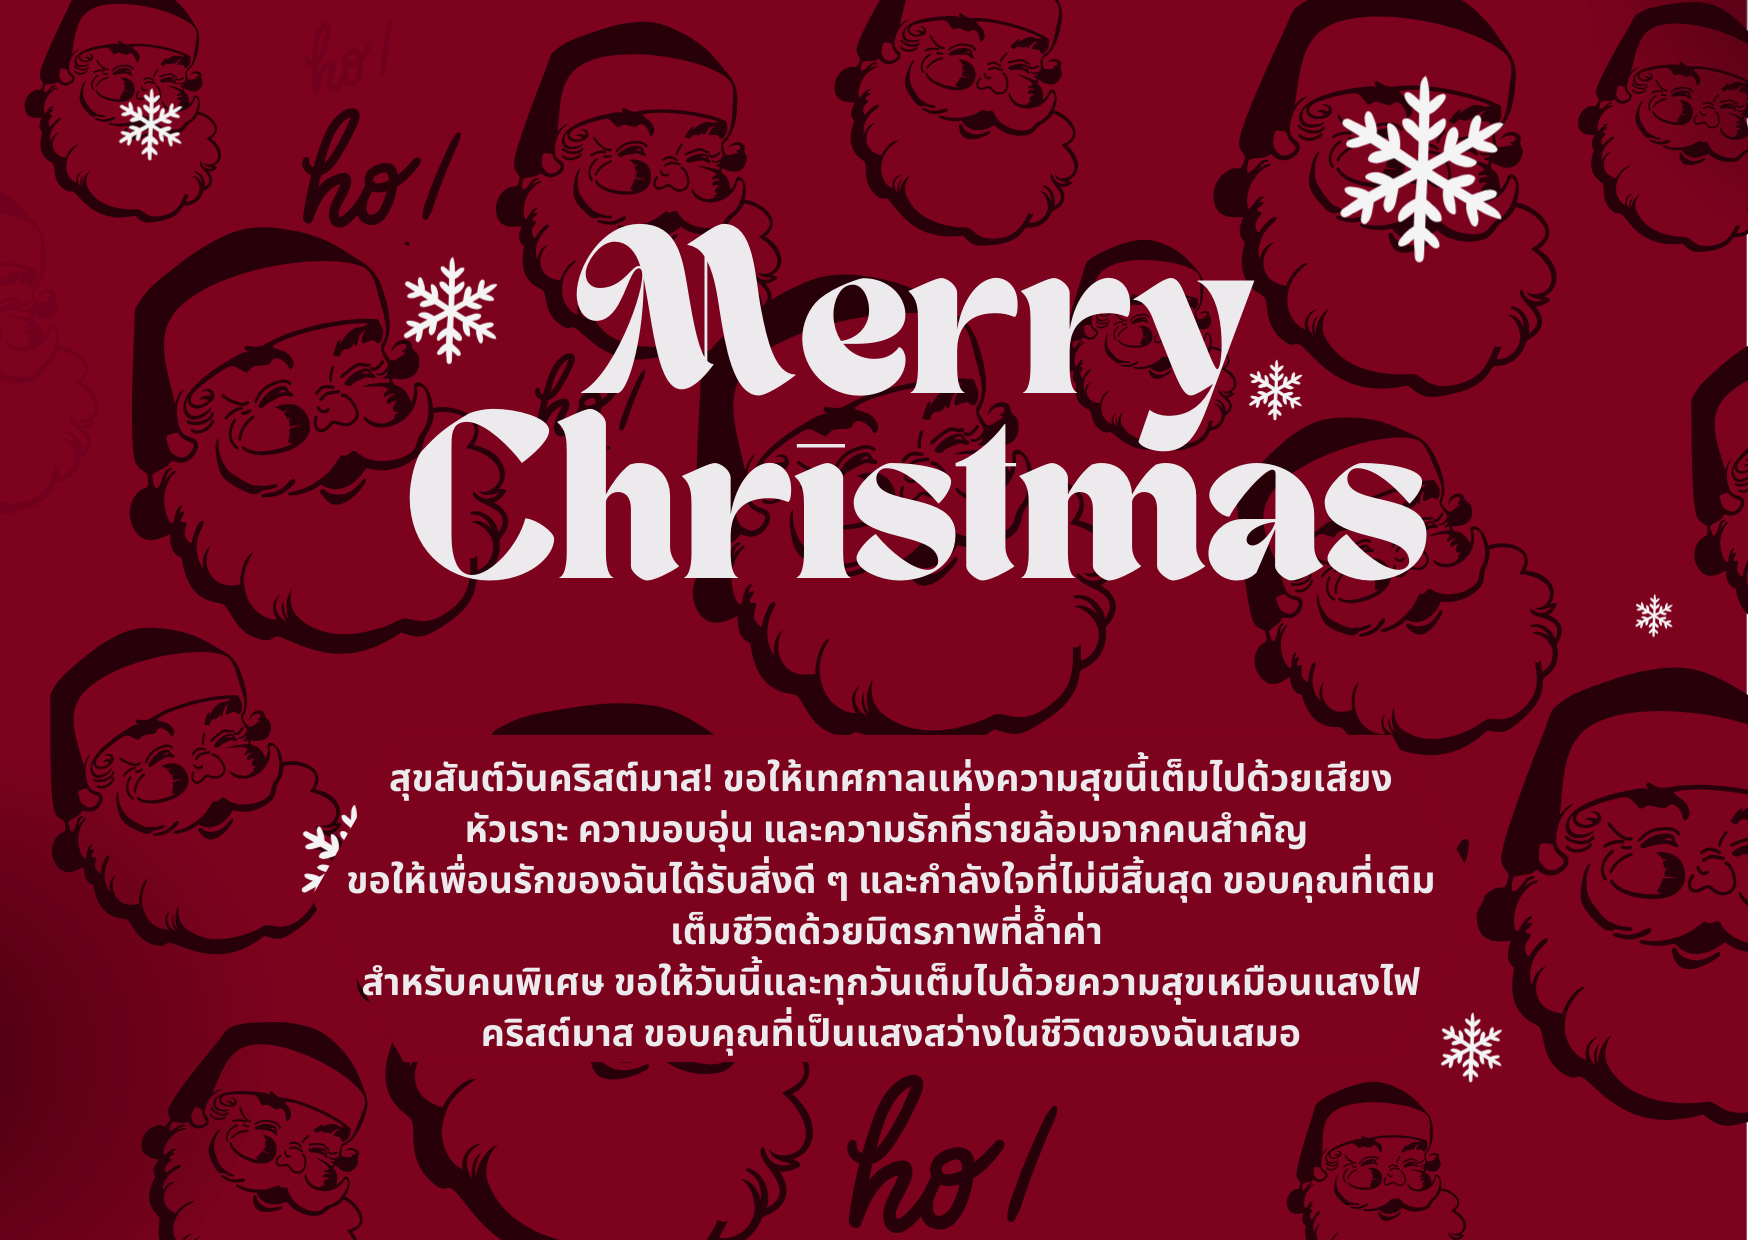 ho!
ho!
Merry
ho!
Christmas
สุขสันต์วันคริสต์มาส! ขอให้เทศกาลแห่งความสุขนี้เต็มไปด้วยเสียง
หัวเราะ ความอบอุ่น และความรักที่รายล้อมจากคนสำคัญ
ขอให้เพื่อนรักของฉันได้รับสิ่งดี ๆ และกำลังใจที่ไม่มีสิ้นสุด ขอบคุณที่เติม
เต็มชีวิตด้วยมิตรภาพที่ล้ำค่า
สำหรับคนพิเศษ ขอให้วันนี้และทุกวันเต็มไปด้วยความสุขเหมือนแสงไฟ
คริสต์มาส ขอบคุณที่เป็นแสงสว่างในชีวิตของฉันเสมอ
ho!